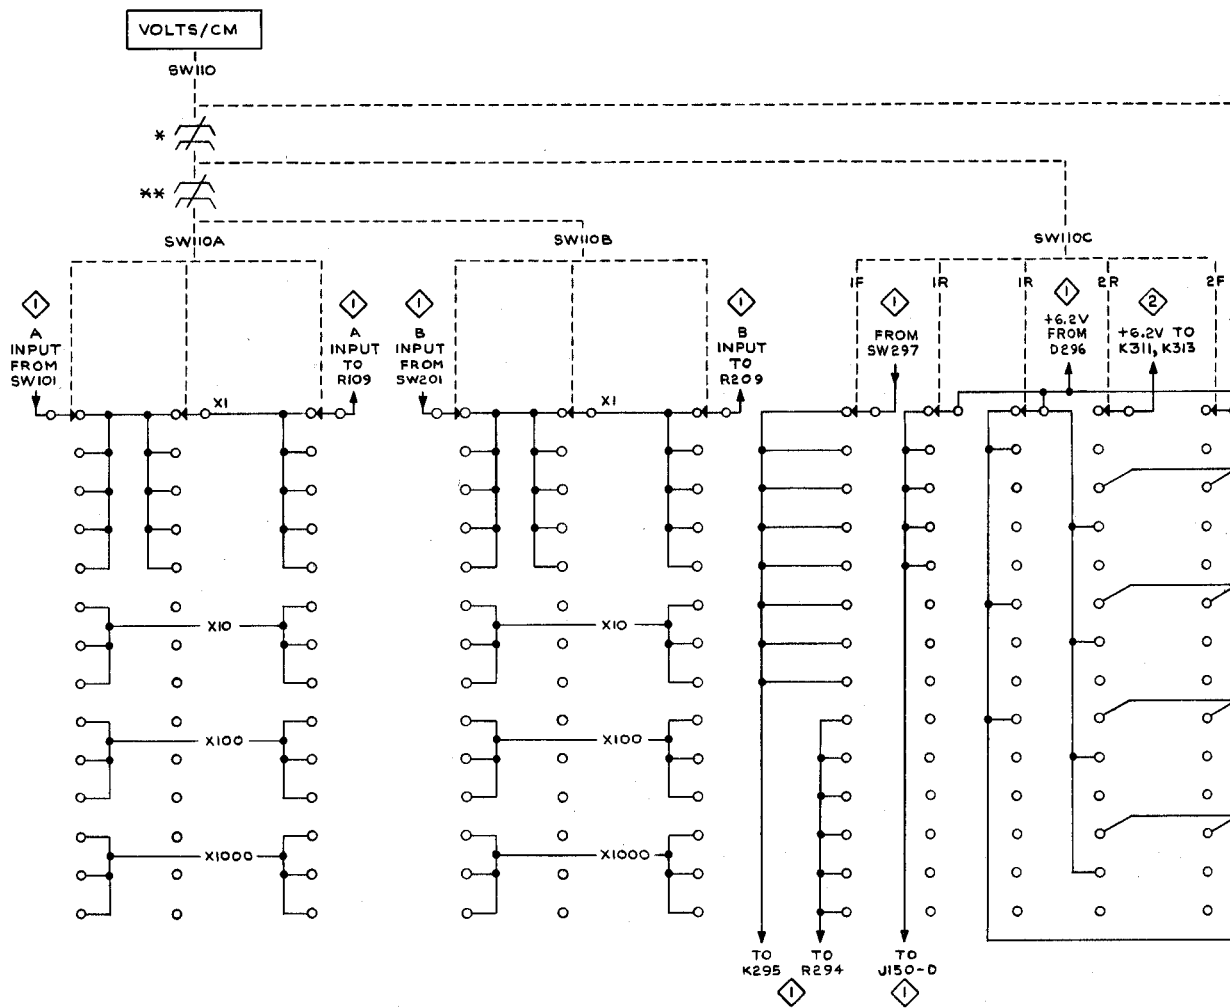 VOLTS/CM
SW110
*
**
SW110A
SW110B
SW110C
1F
1R
1R
2R
2F
1
A
INPUT
FROM
SW101
1
A
INPUT
TO
R109
1
B
INPUT
FROM
SW201
1
B
INPUT
TO
R209
1
FROM
SW297
1
+6.2V
FROM
D296
2
+6.2V TO
K311, K313
X1
X1
X10
X10
X100
X100
X1000
X1000
TO
K295
TO
R294
1
TO
J150-D
1